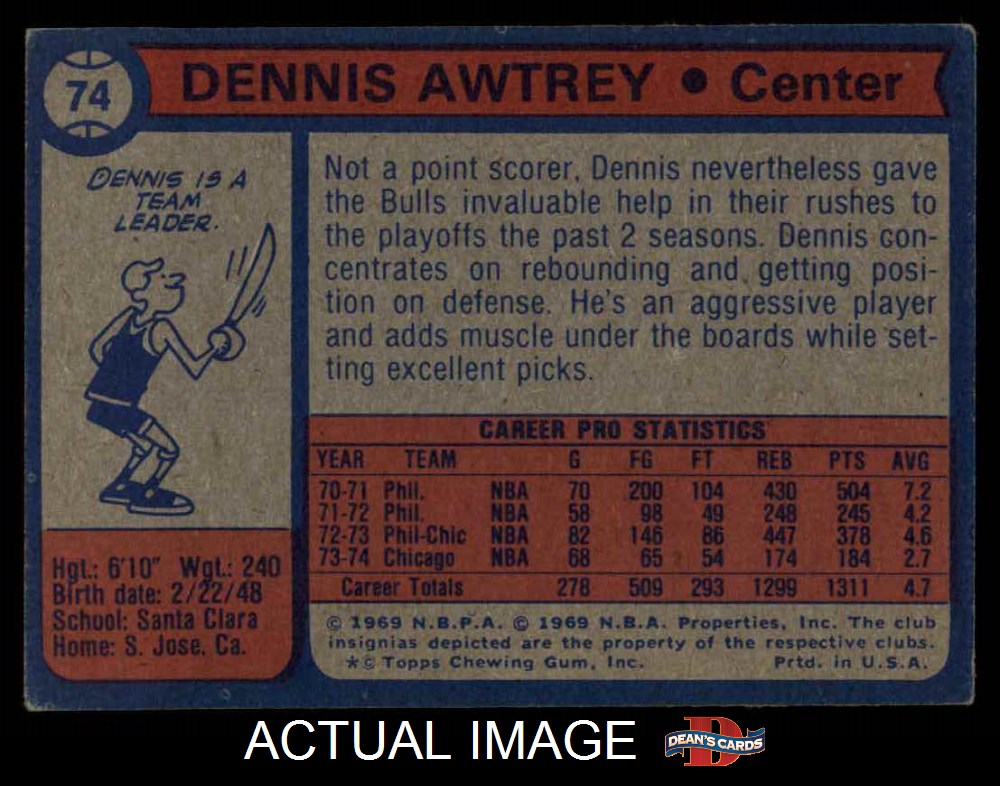 74
DENNIS AWTREY • Center
DENNIS IS A
TEAM
LEADER.
Not a point scorer, Dennis nevertheless gave
the Bulls invaluable help in their rushes to
the playoffs the past 2 seasons. Dennis con-
centrates on rebounding and getting posi-
tion on defense. He's an aggressive player
and adds muscle under the boards while set-
ting excellent picks.
CAREER PRO STATISTICS
YEAR TEAM G FG FT REB PTS AVG
70-71 Phil. NBA 70 200 104 430 504 7.2
71-72 Phil. NBA 58 98 49 248 245 4.2
72-73 Phil-Chic NBA 82 146 86 447 378 4.6
73-74 Chicago NBA 68 65 54 174 184 2.7
Career Totals 278 509 293 1299 1311 4.7
Hgt.: 6'10" Wgt.: 240
Birth date: 2/22/48
School: Santa Clara
Home: S. Jose, Ca.
© 1969 N.B.P.A. © 1969 N.B.A. Properties, Inc. The club
insignias depicted are the property of the respective clubs.
*© Topps Chewing Gum, Inc. Prtd. in U.S.A.
ACTUAL IMAGE
D
DEAN'S CARDS